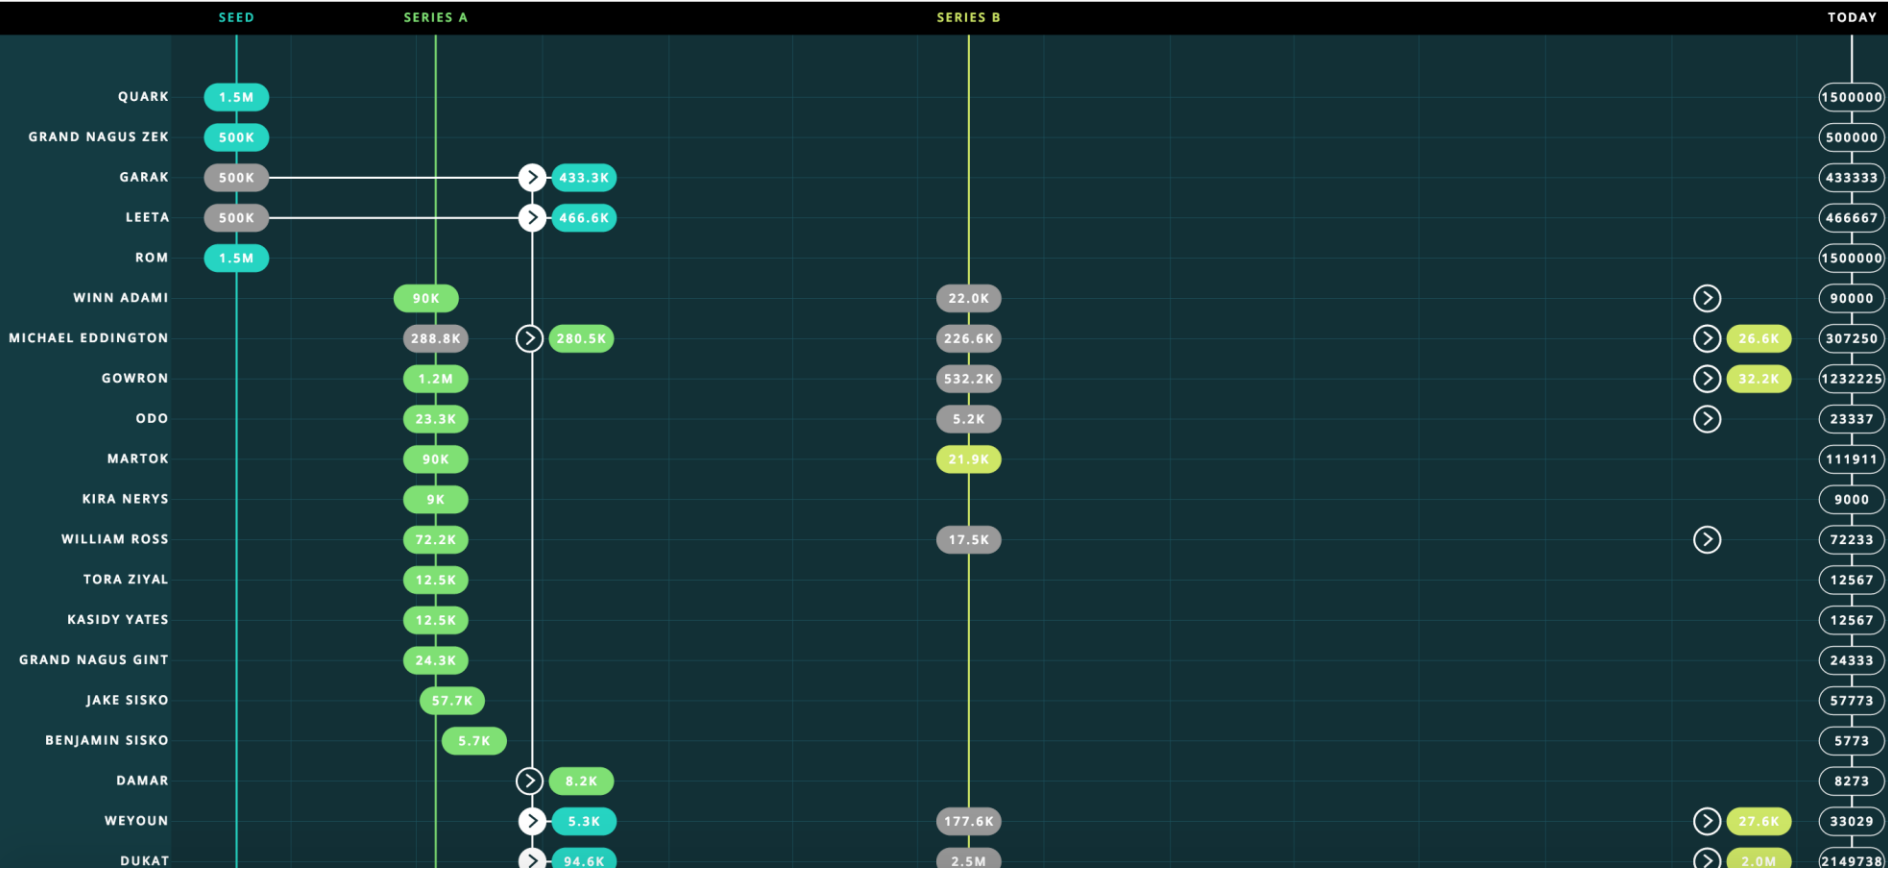 SEED SERIES A SERIES B TODAY
QUARK 1.5M 1500000
GRAND NAGUS ZEK 500K 500000
GARAK 500K 433.3K 433333
LEETA 500K 466.6K 466667
ROM 1.5M 1500000
WINN ADAMI 90K 22.0K 90000
MICHAEL EDDINGTON 288.8K 280.5K 226.6K 26.6K 307250
GOWRON 1.2M 532.2K 32.2K 1232225
ODO 23.3K 5.2K 23337
MARTOK 90K 21.9K 111911
KIRA NERYS 9K 9000
WILLIAM ROSS 72.2K 17.5K 72233
TORA ZIYAL 12.5K 12567
KASIDY YATES 12.5K 12567
GRAND NAGUS GINT 24.3K 24333
JAKE SISKO 57.7K 57773
BENJAMIN SISKO 5.7K 5773
DAMAR 8.2K 8273
WEYOUN 5.3K 177.6K 27.6K 33029
DUKAT 94.6K 2.5M 2.0M 2149738